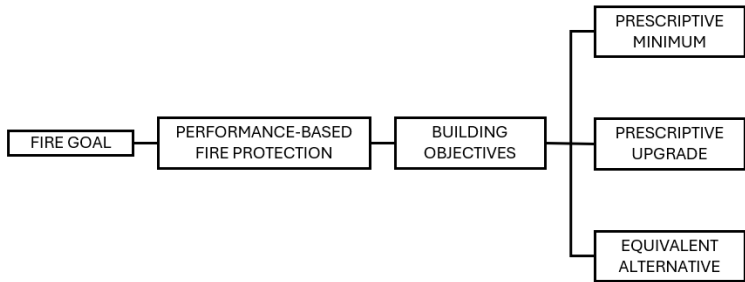 FIRE GOAL
PERFORMANCE-BASED
FIRE PROTECTION
BUILDING
OBJECTIVES
PRESCRIPTIVE
MINIMUM
PRESCRIPTIVE
UPGRADE
EQUIVALENT
ALTERNATIVE